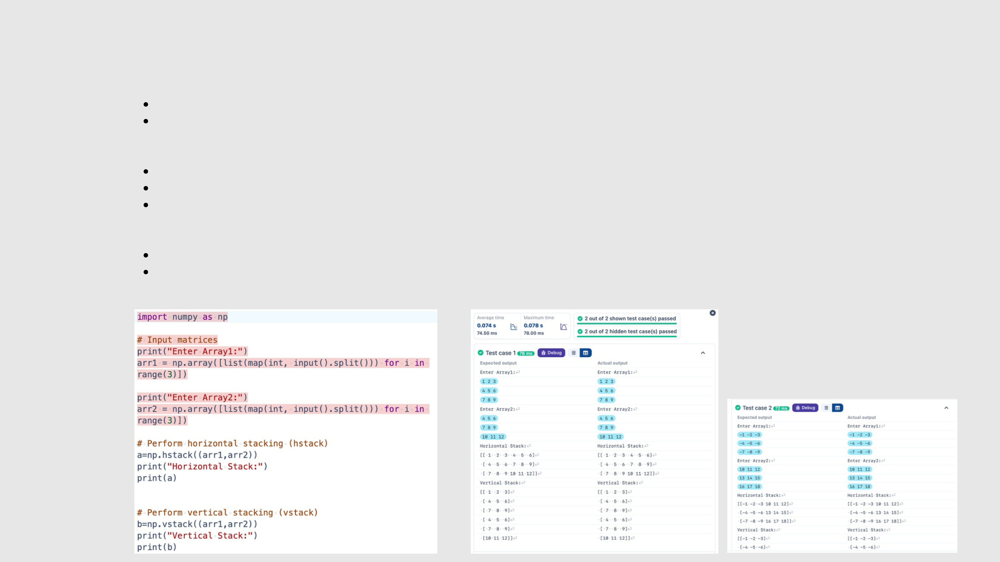 import numpy as np
# Input matrices
print("Enter Array1:")
arr1 = np.array([list(map(int, input().split())) for i in
range(3)])
print("Enter Array2:")
arr2 = np.array([list(map(int, input().split())) for i in
range(3)])
# Perform horizontal stacking (hstack)
a=np.hstack((arr1,arr2))
print("Horizontal Stack:")
print(a)
# Perform vertical stacking (vstack)
b=np.vstack((arr1,arr2))
print("Vertical Stack:")
print(b)
Average time
0.074 s
74.50 ms
Maximum time
0.078 s
78.00 ms
2 out of 2 shown test case(s) passed
2 out of 2 hidden test case(s) passed
Test case 1 78 ms Debug
Expected output Actual output
Enter Array1: Enter Array1:
1 2 3 1 2 3
4 5 6 4 5 6
7 8 9 7 8 9
Enter Array2: Enter Array2:
4 5 6 4 5 6
7 8 9 7 8 9
10 11 12 10 11 12
Horizontal Stack: Horizontal Stack:
[[ 1 2 3 4 5 6] [[ 1 2 3 4 5 6]
[ 4 5 6 7 8 9] [ 4 5 6 7 8 9]
[ 7 8 9 10 11 12]] [ 7 8 9 10 11 12]]
Vertical Stack: Vertical Stack:
[[ 1 2 3] [[ 1 2 3]
[ 4 5 6] [ 4 5 6]
[ 7 8 9] [ 7 8 9]
[ 4 5 6] [ 4 5 6]
[ 7 8 9] [ 7 8 9]
[10 11 12]] [10 11 12]]
Test case 2 72 ms Debug
Expected output Actual output
Enter Array1: Enter Array1:
-1 -2 -3 -1 -2 -3
-4 -5 -6 -4 -5 -6
-7 -8 -9 -7 -8 -9
Enter Array2: Enter Array2:
10 11 12 10 11 12
13 14 15 13 14 15
16 17 18 16 17 18
Horizontal Stack: Horizontal Stack:
[[-1 -2 -3 10 11 12] [[-1 -2 -3 10 11 12]
[-4 -5 -6 13 14 15] [-4 -5 -6 13 14 15]
[-7 -8 -9 16 17 18]] [-7 -8 -9 16 17 18]]
Vertical Stack: Vertical Stack:
[[-1 -2 -3] [[-1 -2 -3]
[-4 -5 -6] [-4 -5 -6]